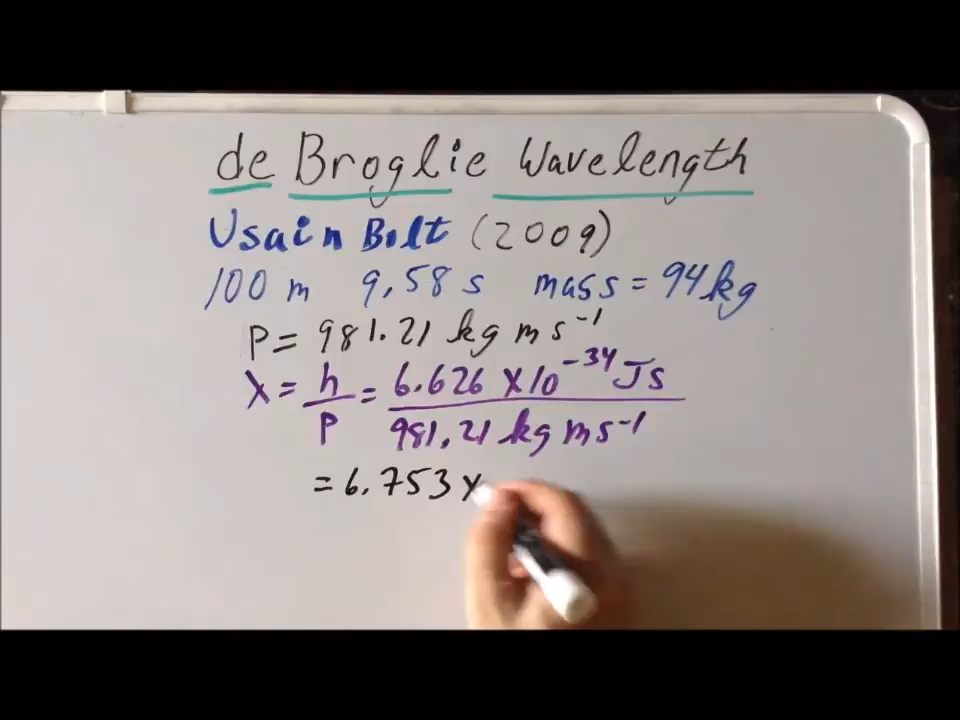 de Broglie Wavelength
Usain Bolt (2009)
100 m 9.58 s mass = 94 kg
P = 981.21 kg m s⁻¹
λ = h/P = 6.626 x 10⁻³⁴ Js / 981.21 kg m s⁻¹
= 6.753 x